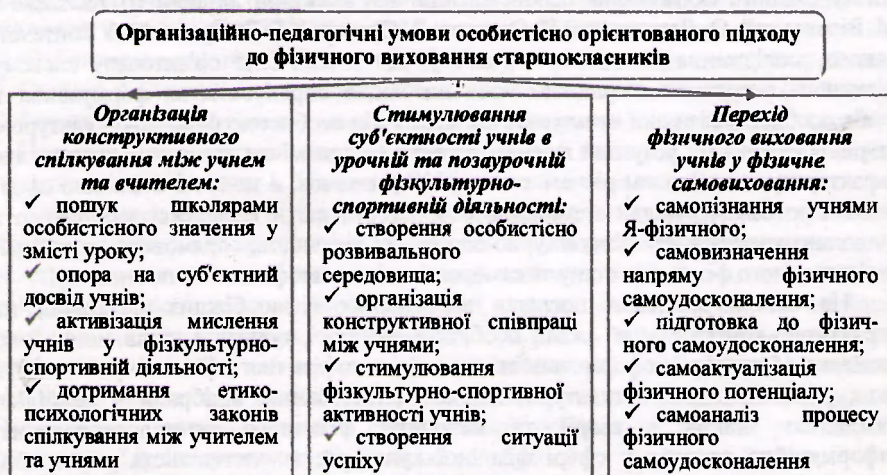 Організаційно-педагогічні умови особистісно орієнтованого підходу
до фізичного виховання старшокласників
Організація
паритетного
спілкування між учнем
та вчителем:
✓ пошук школярами
особистісного значення у
змісті уроку;
✓ опора на суб'єктний
досвід учнів;
✓ активізація мислення
учнів у фізкультурно-
спортивній діяльності;
✓ дотримання етико-
психологічних законів
спілкування між учителем
та учнями
Стимулювання
суб'єктності учнів в
урочній та позаурочній
фізкультурно-
спортивній діяльності:
✓ створення особистісно
розвивального
середовища;
✓ організація
конструктивної співпраці
між учнями;
✓ стимулювання
фізкультурно-спортивної
активності учнів;
✓ створення ситуації
успіху
Перехід
фізичного виховання
учнів у фізичне
самовиховання:
✓ самопізнання учнями
Я-фізичного;
✓ самовизначення
напряму фізичного
самоудосконалення;
✓ підготовка до фізич-
ного самоудосконалення;
✓ самоактуалізація
фізичного потенціалу;
✓ самоаналіз процесу
фізичного
самоудосконалення